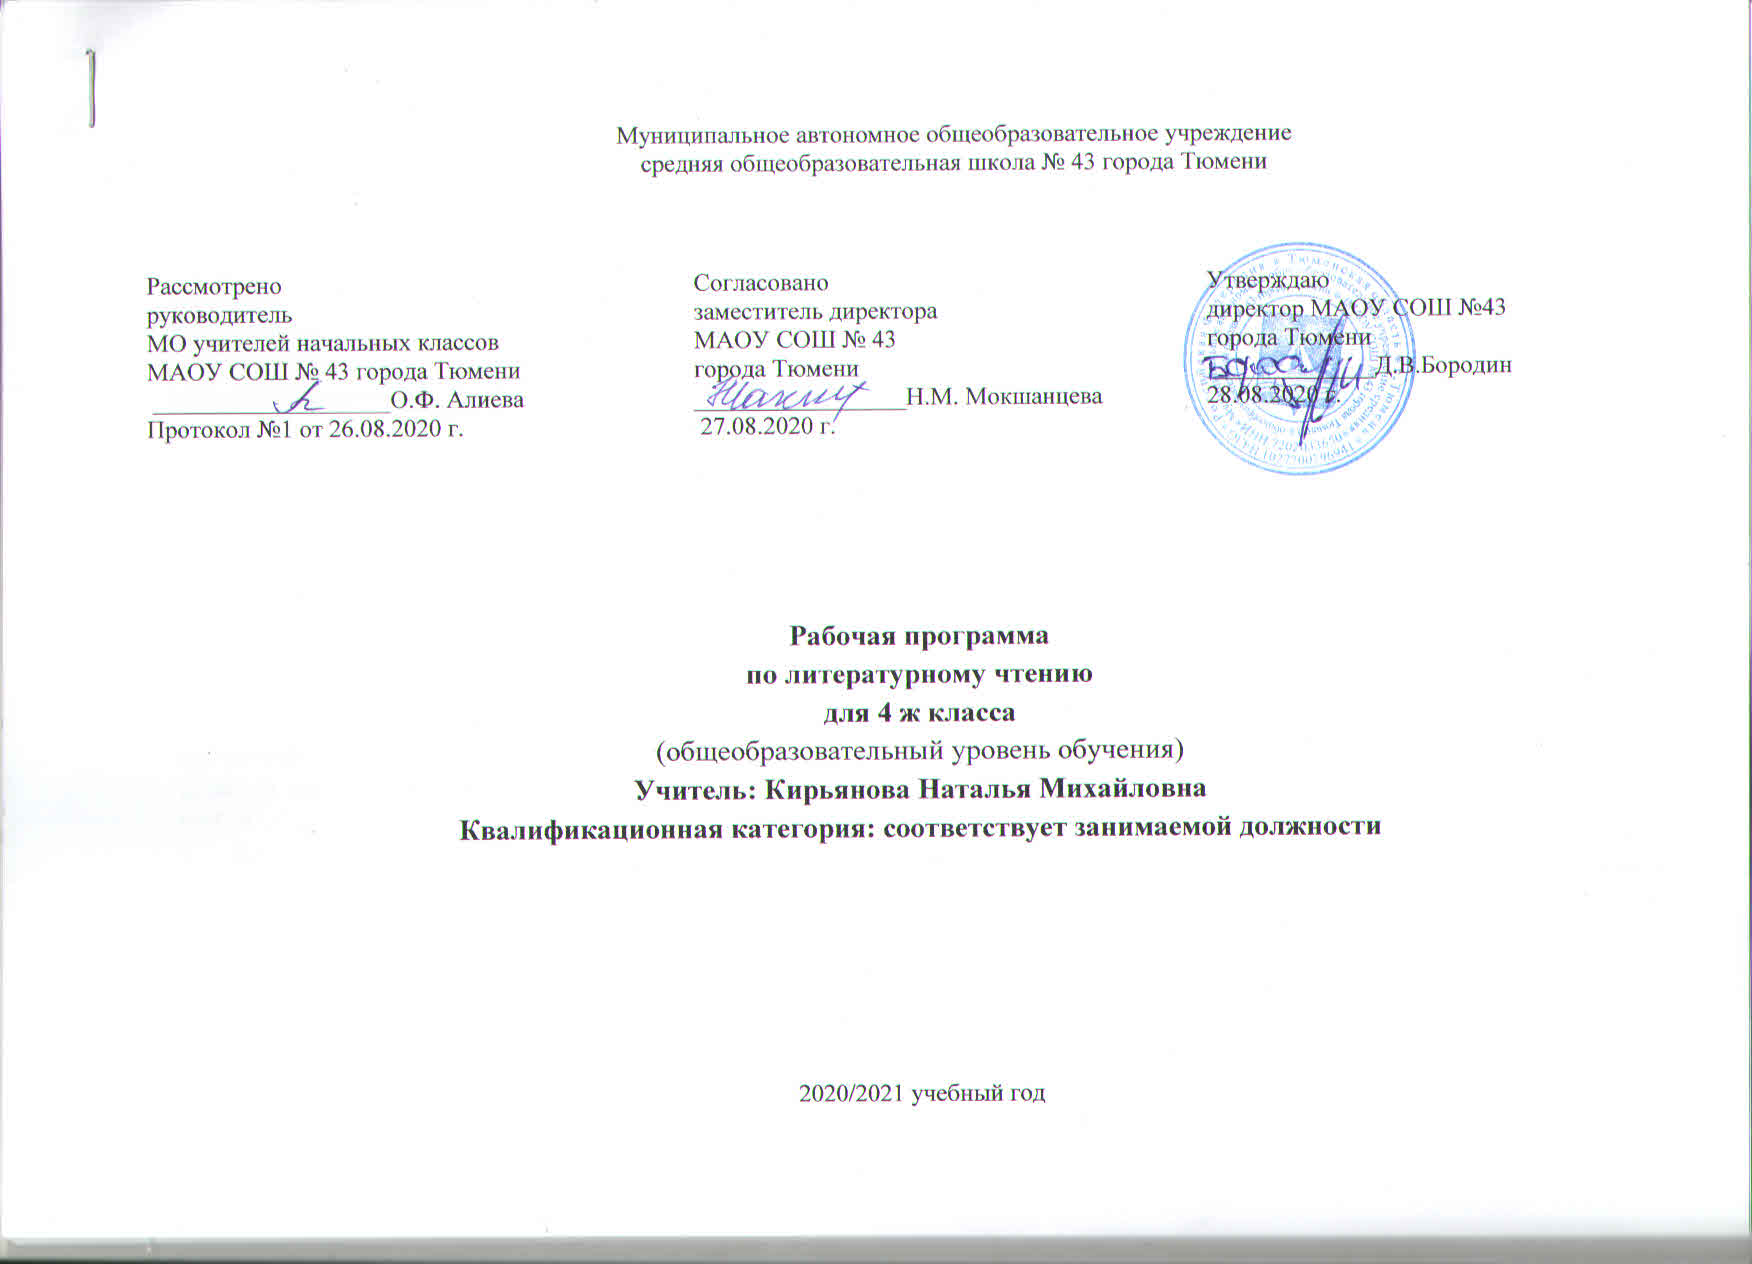 Муниципальное автономное общеобразовательное учреждение
средняя общеобразовательная школа № 43 города Тюмени
Рассмотрено
руководитель
МО учителей начальных классов
МАОУ СОШ № 43 города Тюмени
О.Ф. Алиева
Протокол №1 от 26.08.2020 г.
Согласовано
заместитель директора
МАОУ СОШ № 43
города Тюмени
Н.М. Мокшанцева
27.08.2020 г.
Утверждаю
директор МАОУ СОШ №43
города Тюмени
Д.В.Бородин
28.08.2020 г.
Рабочая программа
по литературному чтению
для 4 ж класса
(общеобразовательный уровень обучения)
Учитель: Кирьянова Наталья Михайловна
Квалификационная категория: соответствует занимаемой должности
2020/2021 учебный год